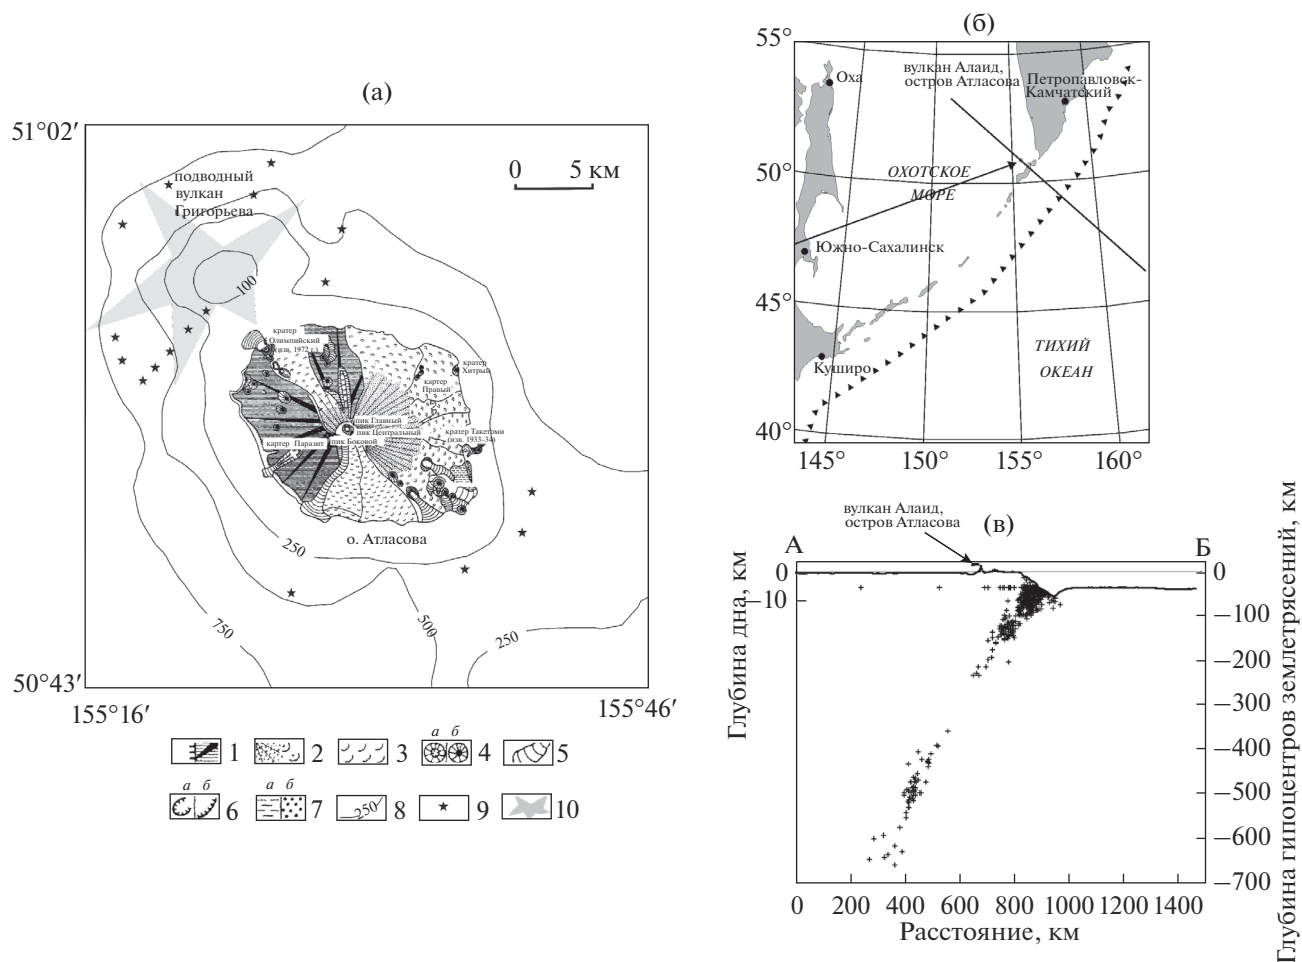 (а)
51°02′
50°43′
155°16′
155°46′
0 5 км
подводный
вулкан
Григорьева
100
кратер
Олимпийский
(изв. 1972 г.)
кратер
Хитрый
картер
Правый
пик Главный
пик Центральный
кратер Такетоми
(изв. 1933-34)
картер Паразит
пик Боковой
250
о. Атласова
750
500
250
1
2
3
а б
4
5
а б
6
а б
7
250
8
9
10
(б)
55°
50°
45°
40°
145°
150°
155°
160°
вулкан Алаид,
остров Атласова
Оха
Петропавловск-
Камчатский
ОХОТСКОЕ
МОРЕ
Южно-Сахалинск
Куширо
ТИХИЙ
ОКЕАН
(в)
вулкан Алаид,
остров Атласова
А
Б
0
–10
Глубина дна, км
0
–100
–200
–300
–400
–500
–600
–700
Глубина гипоцентров землетрясений, км
0 200 400 600 800 1000 1200 1400
Расстояние, км